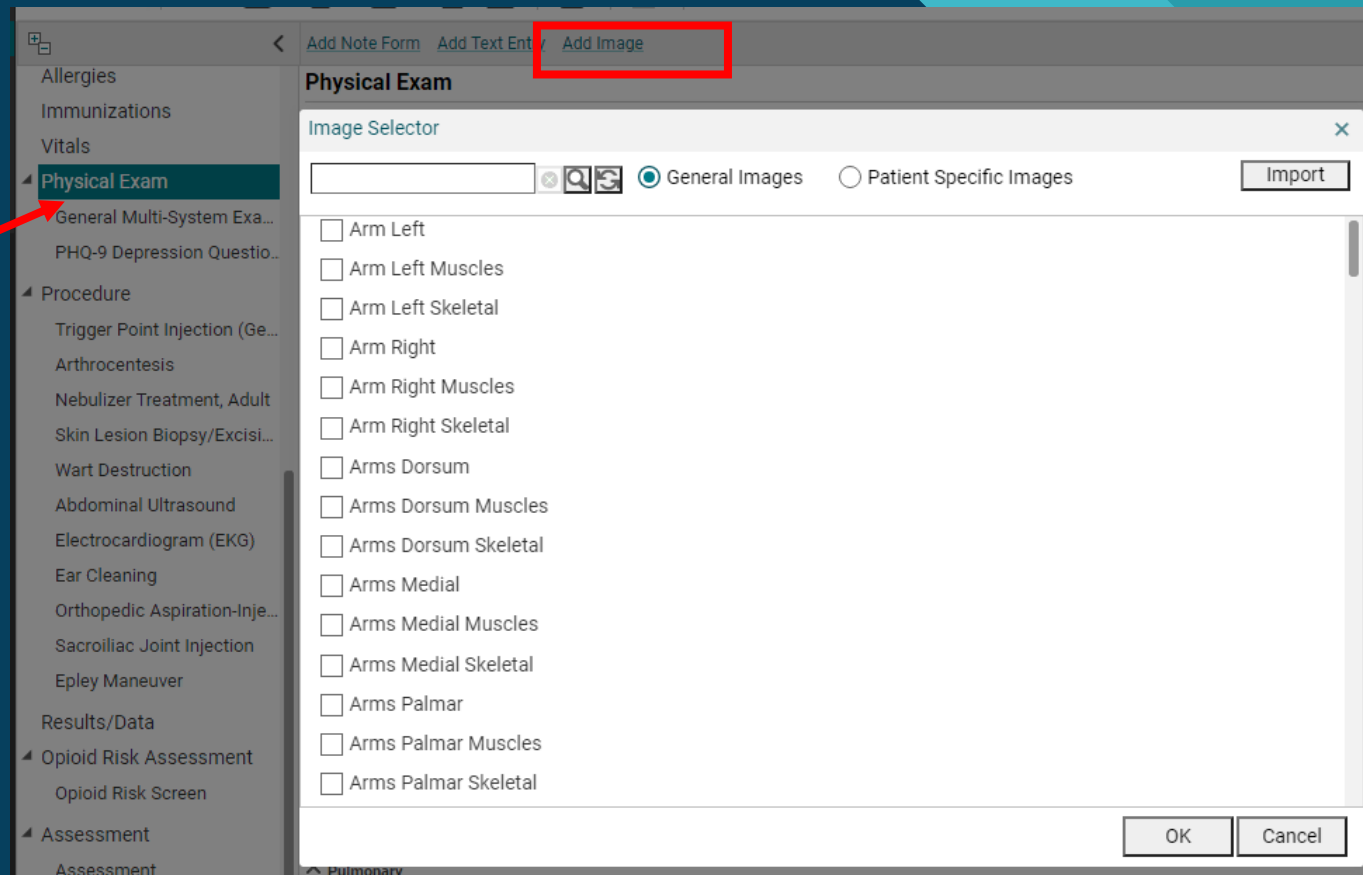 Add Note Form Add Text Entry Add Image
Allergies
Immunizations
Vitals
Physical Exam
General Multi-System Exa...
PHQ-9 Depression Questio..
Procedure
Trigger Point Injection (Ge...
Arthrocentesis
Nebulizer Treatment, Adult
Skin Lesion Biopsy/Excisi...
Wart Destruction
Abdominal Ultrasound
Electrocardiogram (EKG)
Ear Cleaning
Orthopedic Aspiration-Inje...
Sacroiliac Joint Injection
Epley Maneuver
Results/Data
Opioid Risk Assessment
Opioid Risk Screen
Assessment
Assessment
Physical Exam
Image Selector
General Images Patient Specific Images Import
Arm Left
Arm Left Muscles
Arm Left Skeletal
Arm Right
Arm Right Muscles
Arm Right Skeletal
Arms Dorsum
Arms Dorsum Muscles
Arms Dorsum Skeletal
Arms Medial
Arms Medial Muscles
Arms Medial Skeletal
Arms Palmar
Arms Palmar Muscles
Arms Palmar Skeletal
OK Cancel
Pulmonary